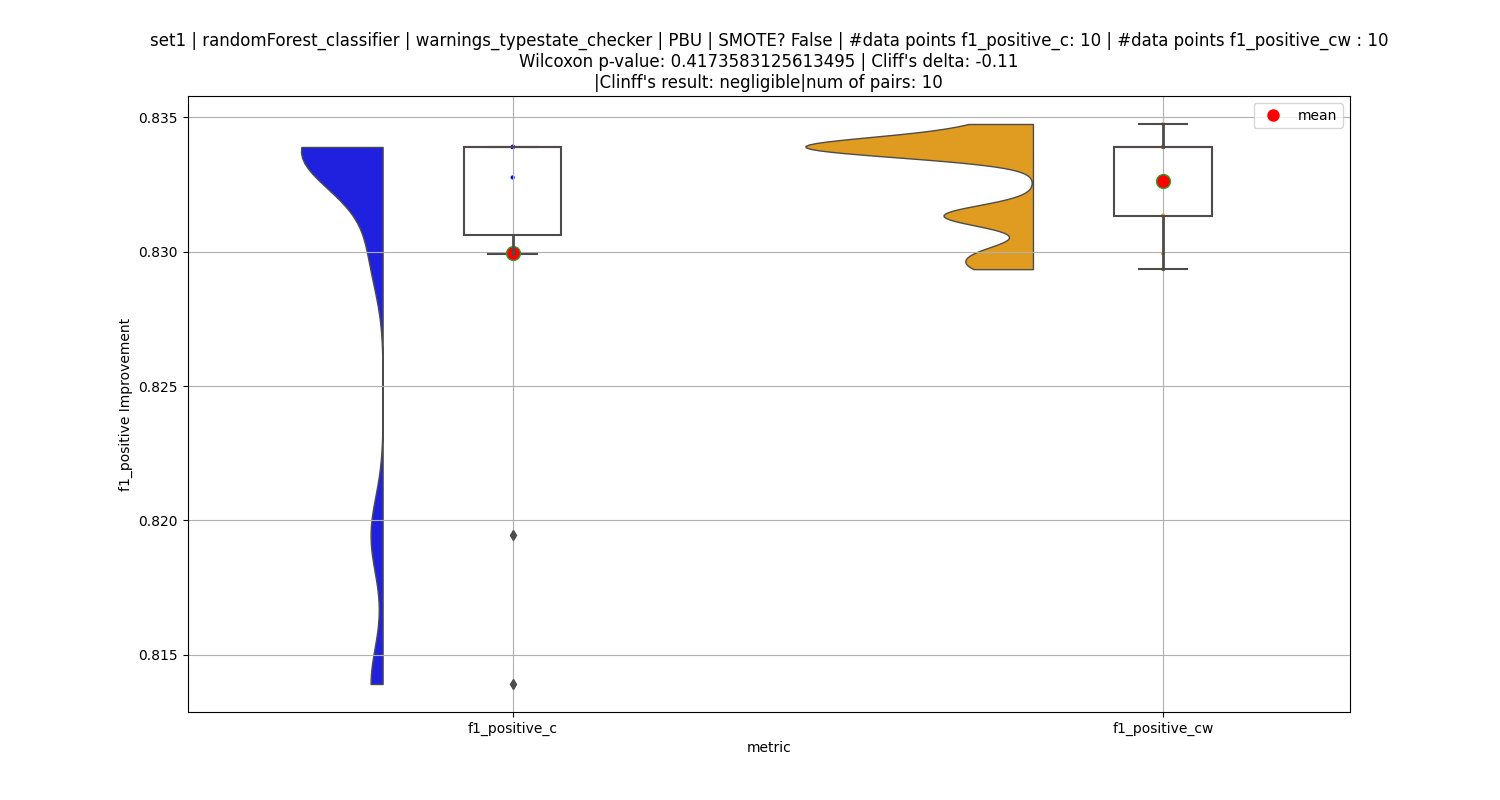 set1 | randomForest_classifier | warnings_typestate_checker | PBU | SMOTE? False | #data points f1_positive_c: 10 | #data points f1_positive_cw : 10
Wilcoxon p-value: 0.4173583125613495 | Cliff's delta: -0.11
|Clinff's result: negligible|num of pairs: 10
mean
0.835
0.830
0.825
0.820
0.815
f1_positive Improvement
f1_positive_c
f1_positive_cw
metric